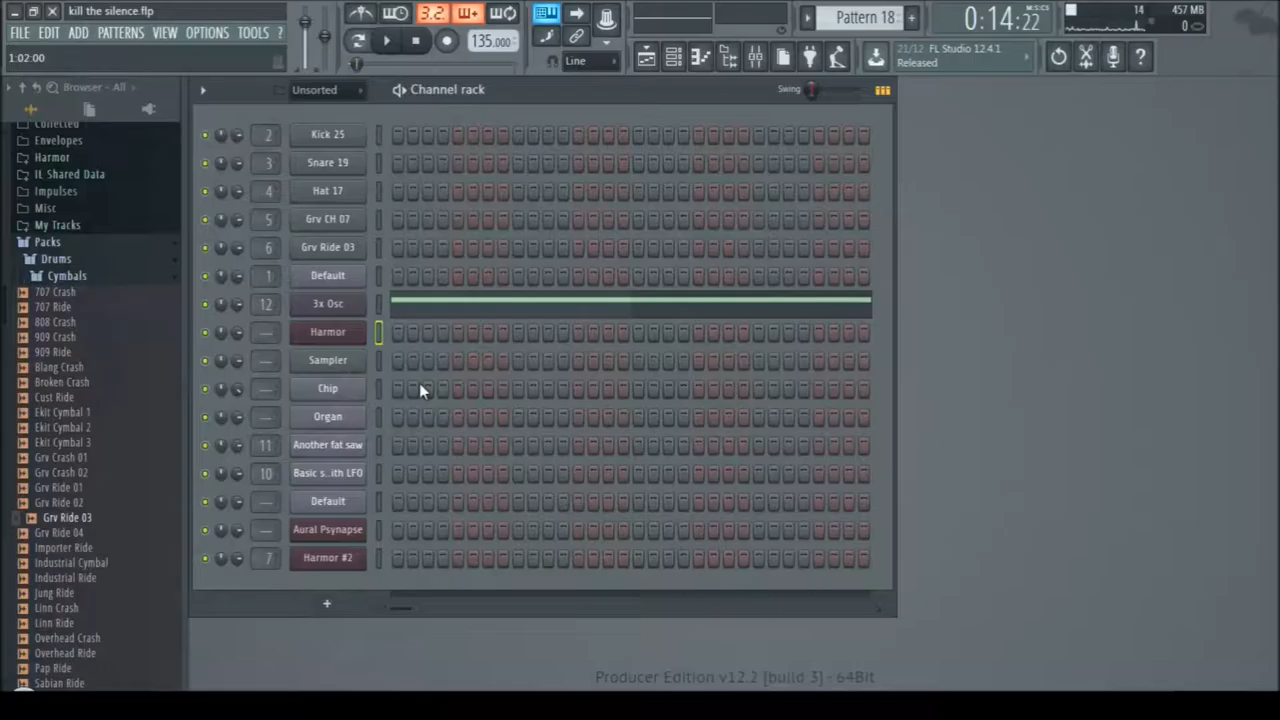 kill the silence.flp
FILE EDIT ADD PATTERNS VIEW OPTIONS TOOLS ?
1:02:00
3.2
135.000
Line
Pattern 18
+
0:14:22
M:S:CS
14
457 MB
0
21/12 FL Studio 12.4.1
Released
?
Browser - All
Collected
Envelopes
Harmor
IL Shared Data
Impulses
Misc
My Tracks
Packs
Drums
Cymbals
707 Crash
707 Ride
808 Crash
909 Crash
909 Ride
Blang Crash
Broken Crash
Cust Ride
Ekit Cymbal 1
Ekit Cymbal 2
Ekit Cymbal 3
Grv Crash 01
Grv Crash 02
Grv Ride 01
Grv Ride 02
Grv Ride 03
Grv Ride 04
Importer Ride
Industrial Cymbal
Industrial Ride
Jung Ride
Linn Crash
Linn Ride
Overhead Crash
Overhead Ride
Pap Ride
Sabian Ride
Unsorted
Channel rack
Swing
2 Kick 25
3 Snare 19
4 Hat 17
5 Grv CH 07
6 Grv Ride 03
1 Default
12 3x Osc
--- Harmor
--- Sampler
--- Chip
--- Organ
11 Another fat saw
10 Basic s..ith LFO
--- Default
--- Aural Psynapse
7 Harmor #2
+
Producer Edition v12.2 [build 3] - 64Bit